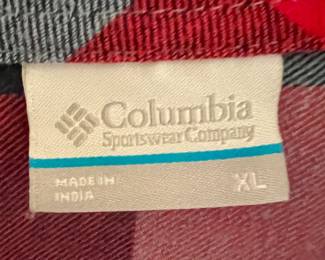 Columbia
Sportswear Company
MADE IN
INDIA
XL